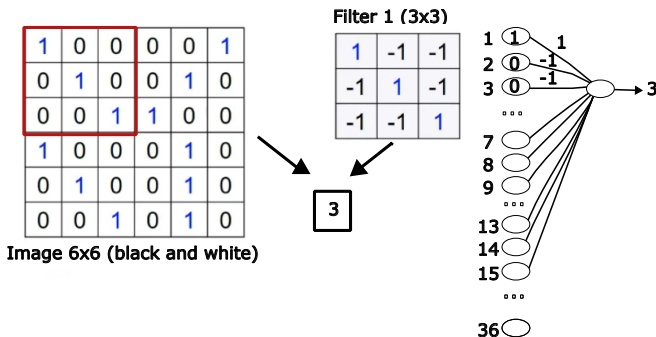 Filter 1 (3x3)
1 0 0 0 0 1
0 1 0 0 1 0
0 0 1 1 0 0
1 0 0 0 1 0
0 1 0 0 1 0
0 0 1 0 1 0
Image 6x6 (black and white)
1 -1 -1
-1 1 -1
-1 -1 1
3
1 1 1
2 0 -1
3 0 -1
3
...
7
8
9
...
13
14
15
...
36